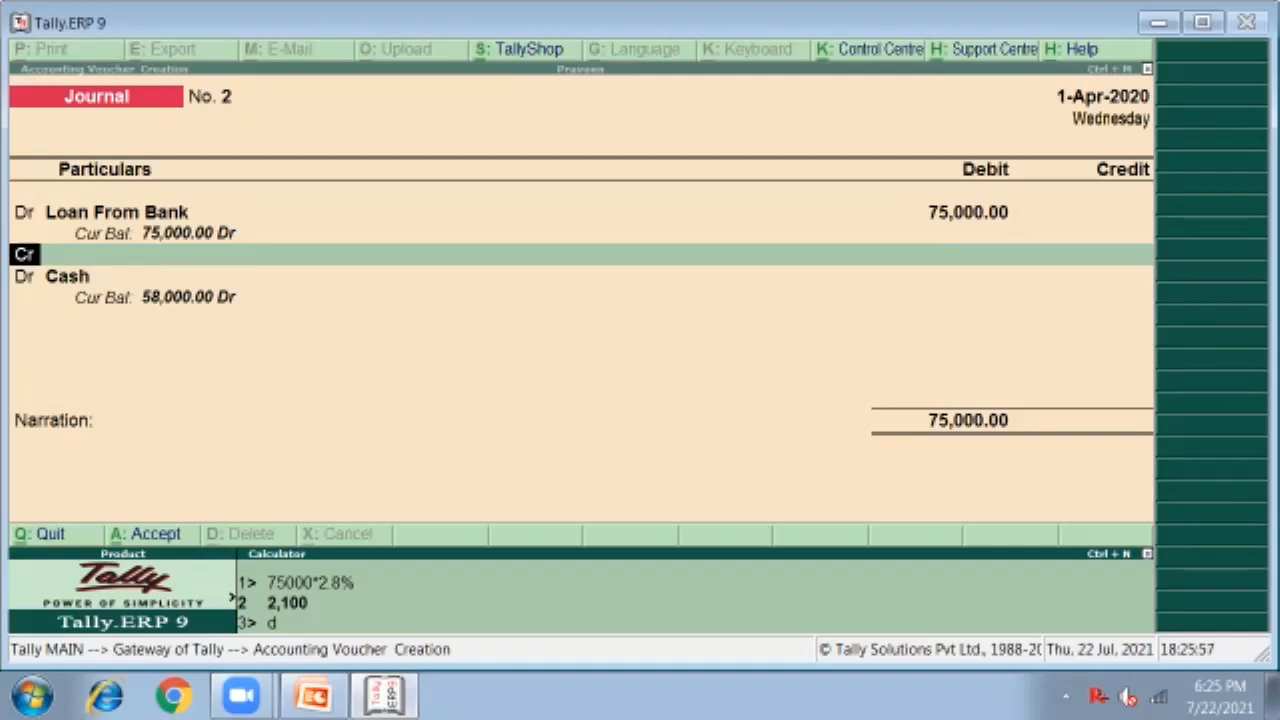 Tally.ERP 9
P: Print E: Export M: E-Mail O: Upload S: TallyShop G: Language K: Keyboard K: Control Centre H: Support Centre H: Help
Accounting Voucher Creation Praveen Ctrl + M
Journal No. 2 1-Apr-2020
Wednesday
Particulars Debit Credit
Dr Loan From Bank 75,000.00
Cur Bal: 75,000.00 Dr
Cr
Dr Cash
Cur Bal: 58,000.00 Dr
Narration: 75,000.00
Q: Quit A: Accept D: Delete X: Cancel
Product Calculator Ctrl + N
Tally
POWER OF SIMPLICITY
Tally.ERP 9
1> 75000*2.8%
>2 2,100
3> d
Tally MAIN --> Gateway of Tally --> Accounting Voucher Creation © Tally Solutions Pvt Ltd., 1988-20 Thu, 22 Jul, 2021 18:25:57
Tally ERP9
6:25 PM
7/22/2021